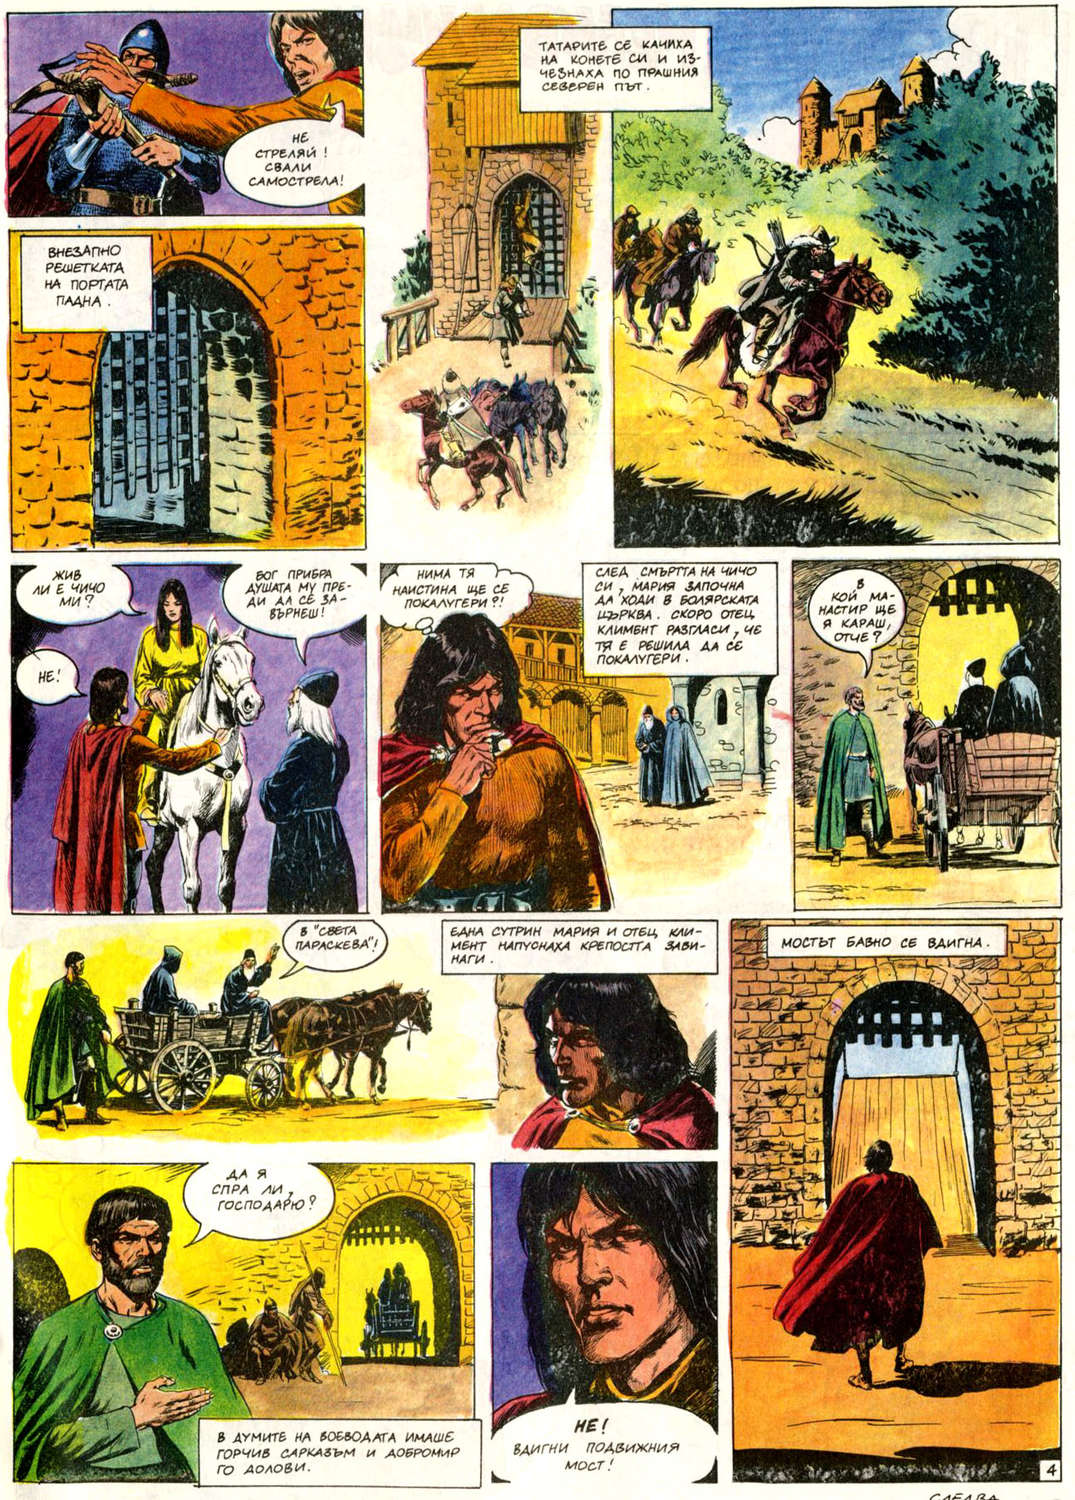 НЕ
СТРЕЛЯЙ!
СВАЛИ
САМОСТРЕЛА!
ВНЕЗАПНО
РЕШЕТКАТА
НА ПОРТАТА
ПАДНА.
ТАТАРИТЕ СЕ КАЧИХА
НА КОНЕТЕ СИ И ИЗ-
ЧЕЗНАХА ПО ПРАШНИЯ
СЕВЕРЕН ПЪТ.
ЖИВ
ЛИ Е ЧИЧО
МИ?
НЕ!
БОГ ПРИБРА
ДУШАТА МУ ПРЕ-
ДИ ДА СЕ ЗА-
ВЪРНЕШ!
НИМА ТЯ
НАИСТИНА ЩЕ СЕ
ПОКАЛУГЕРИ?!
СЛЕД СМЪРТТА НА ЧИЧО
СИ, МАРИЯ ЗАПОЧНА
ДА ХОДИ В БОЛЯРСКАТА
ЦЪРКВА. СКОРО ОТЕЦ
КЛИМЕНТ РАЗГЛАСИ, ЧЕ
ТЯ Е РЕШИЛА ДА СЕ
ПОКАЛУГЕРИ.
В
КОЙ МА-
НАСТИР ЩЕ
Я КАРАШ,
ОТЧЕ?
В "СВЕТА
ПАРАСКЕВА"!
ЕДНА СУТРИН МАРИЯ И ОТЕЦ КЛИ-
МЕНТ НАПУСНАХА КРЕПОСТТА ЗАВИ-
НАГИ.
МОСТЪТ БАВНО СЕ ВДИГНА.
ДА Я
СПРА ЛИ,
ГОСПОДАРЮ?
В ДУМИТЕ НА ВОЕВОДАТА ИМАШЕ
ГОРЧИВ САРКАЗЪМ И ДОБРОМИР
ГО ДОЛОВИ.
НЕ!
ВДИГНИ ПОДВИЖНИЯ
МОСТ!
4
СЛЕДВА